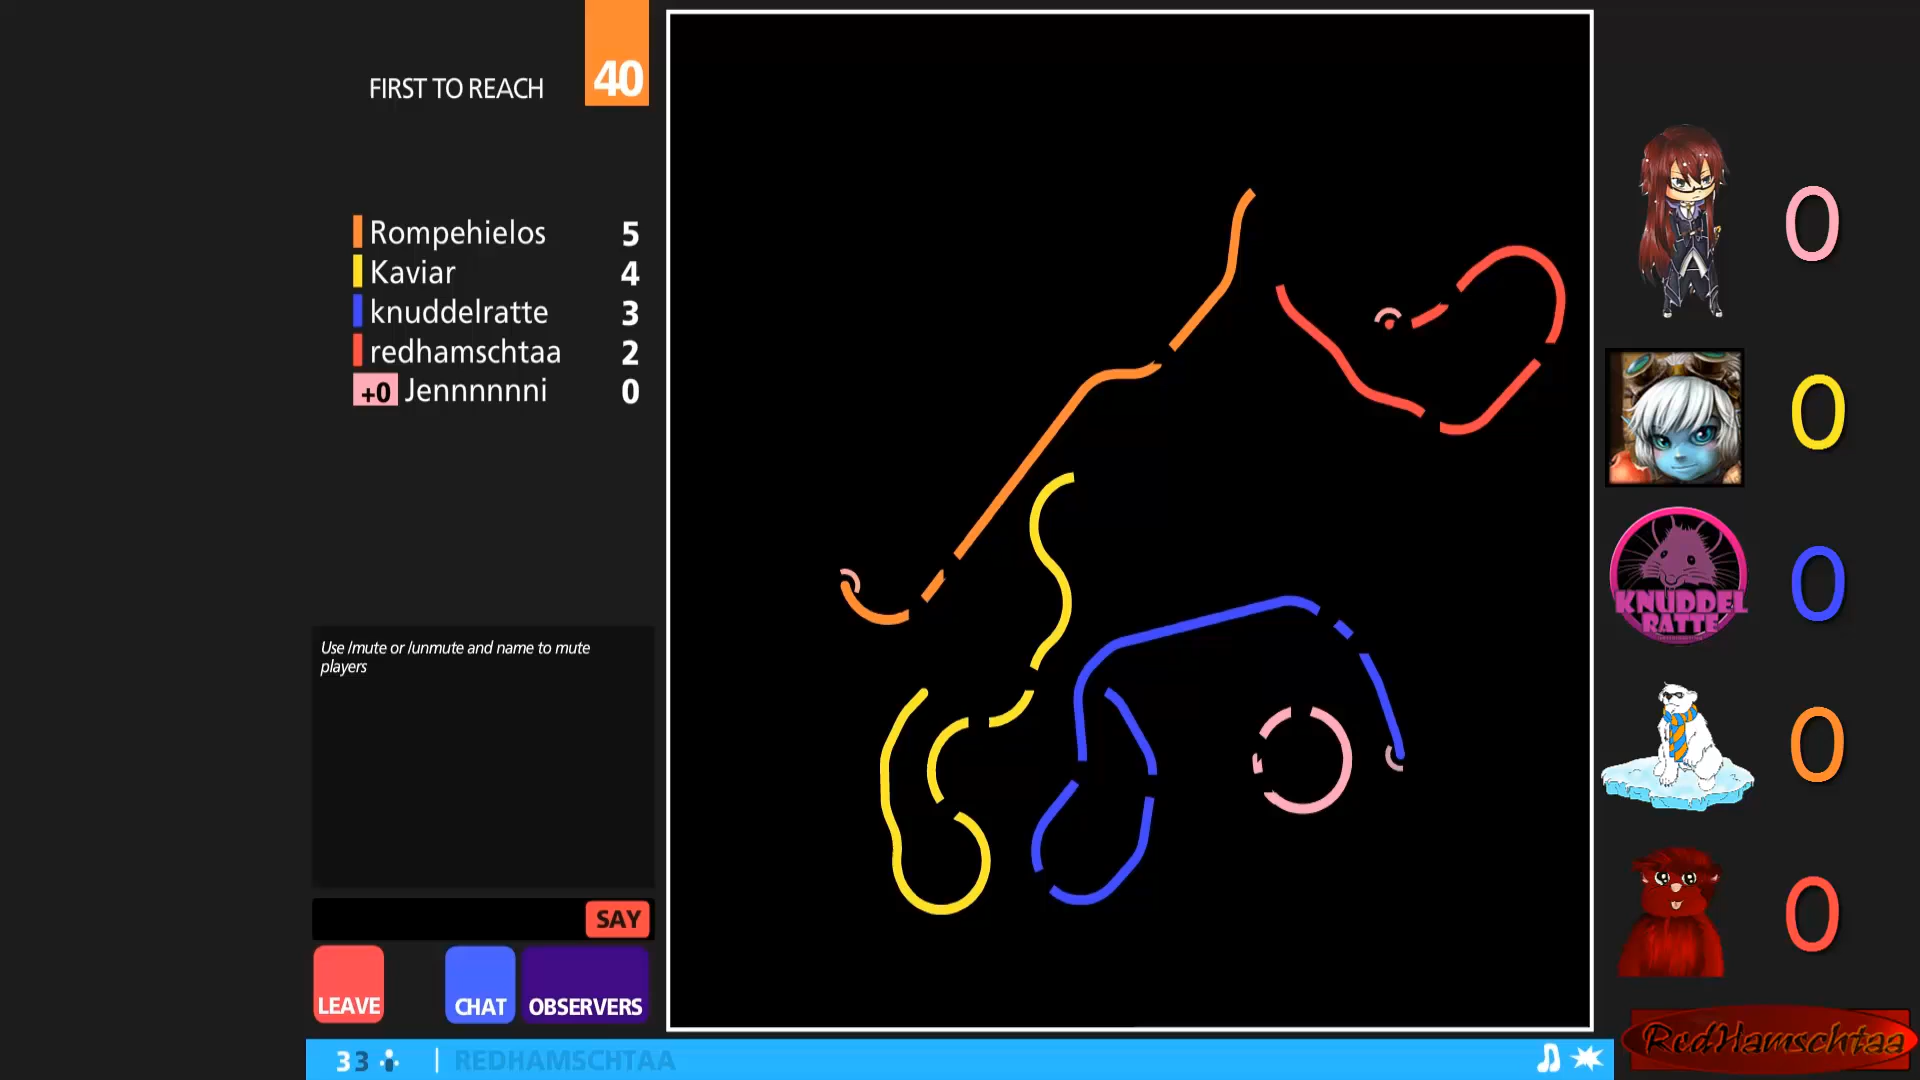 FIRST TO REACH 40
Rompehielos 5
Kaviar 4
knuddelratte 3
redhamschtaa 2
+0 Jennnnnni 0
Use /mute or /unmute and name to mute
players
SAY
LEAVE CHAT OBSERVERS
33 | REDHAMSCHTAA
0
0
KNUDDEL
RATTE
0
0
0
RedHamschtaa